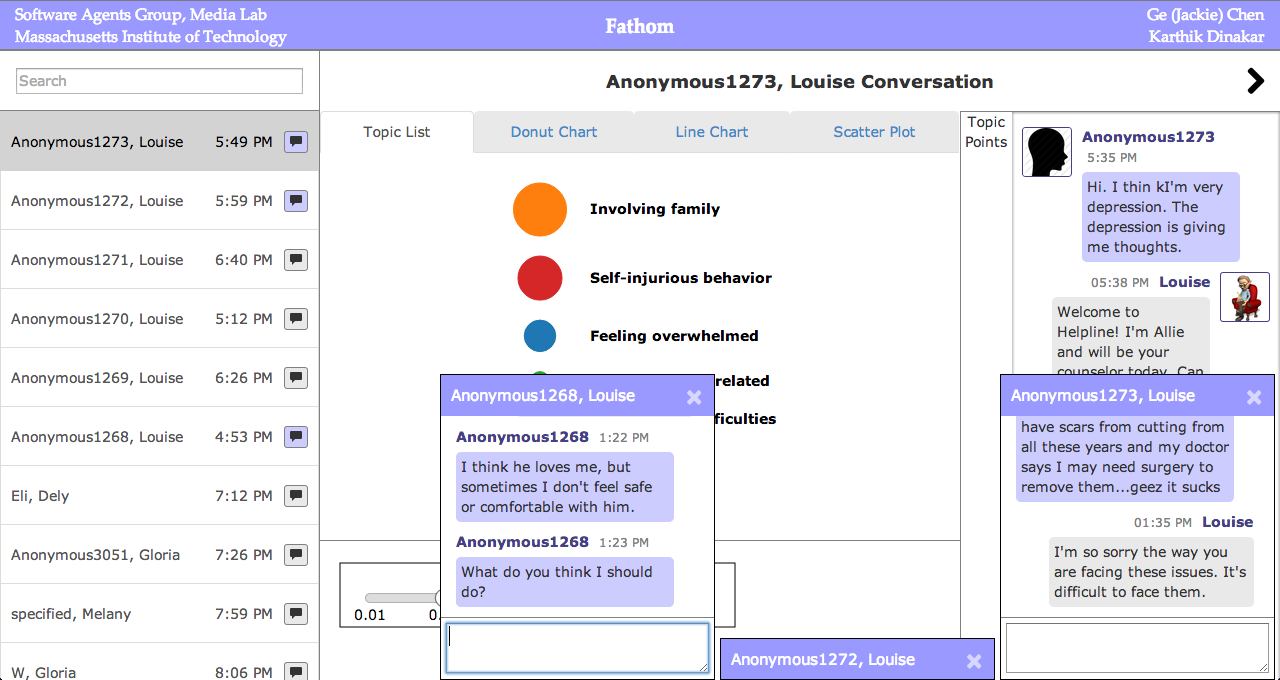 Software Agents Group, Media Lab
Massachusetts Institute of Technology
Fathom
Ge (Jackie) Chen
Karthik Dinakar
Search
Anonymous1273, Louise 5:49 PM
Anonymous1272, Louise 5:59 PM
Anonymous1271, Louise 6:40 PM
Anonymous1270, Louise 5:12 PM
Anonymous1269, Louise 6:26 PM
Anonymous1268, Louise 4:53 PM
Eli, Dely 7:12 PM
Anonymous3051, Gloria 7:26 PM
specified, Melany 7:59 PM
W, Gloria 8:06 PM
Anonymous1273, Louise Conversation
Topic List Donut Chart Line Chart Scatter Plot
Involving family
Self-injurious behavior
Feeling overwhelmed
related
ficulties
0.01 0.
Topic
Points
Anonymous1273
5:35 PM
Hi. I thin kI'm very
depression. The
depression is giving
me thoughts.
05:38 PM Louise
Welcome to
Helpline! I'm Allie
and will be your
counselor today. Can
Anonymous1268, Louise
Anonymous1268 1:22 PM
I think he loves me, but
sometimes I don't feel safe
or comfortable with him.
Anonymous1268 1:23 PM
What do you think I should
do?
Anonymous1272, Louise
Anonymous1273, Louise
have scars from cutting from
all these years and my doctor
says I may need surgery to
remove them...geez it sucks
01:35 PM Louise
I'm so sorry the way you
are facing these issues. It's
difficult to face them.